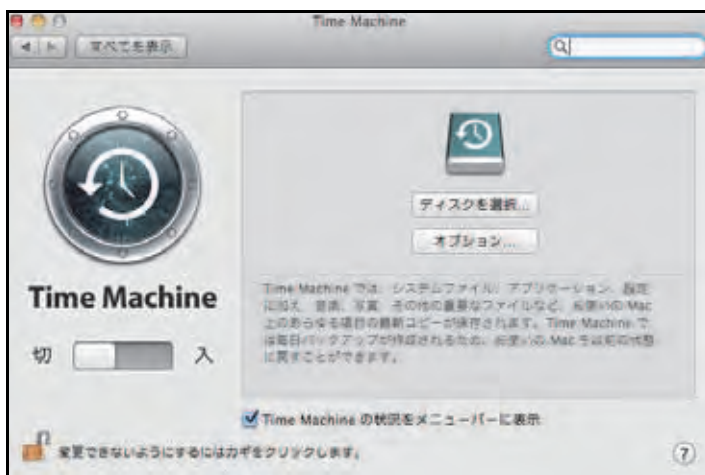 Time Machine
すべてを表示
ディスクを選択...
オプション...
Time Machine
切 入
Time Machine では、システムファイル、アプリケーション、設定
に加え、音楽、写真、その他の重要なファイルなど、お使いの Mac
上のあらゆる項目の最新コピーが保存されます。Time Machine で
は毎日バックアップが作成されるため、お使いの Mac を以前の状態
に戻すことができます。
Time Machine の状況をメニューバーに表示
変更できないようにするにはカギをクリックします。
?